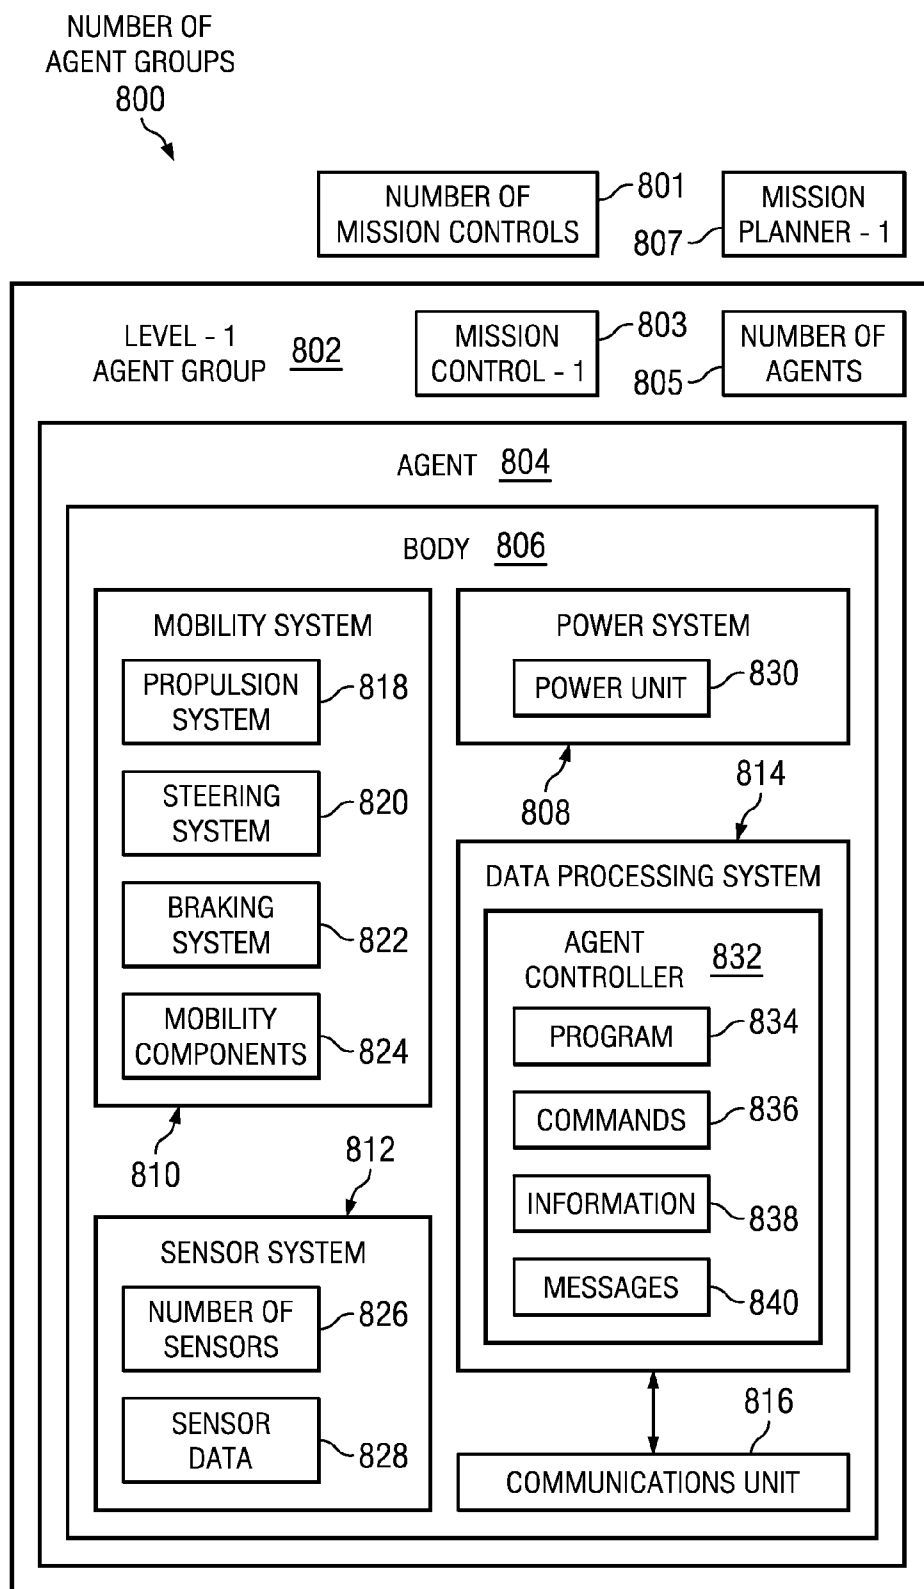 NUMBER OF
AGENT GROUPS
800
NUMBER OF
MISSION CONTROLS
801
807
MISSION
PLANNER - 1
LEVEL - 1
AGENT GROUP
802
MISSION
CONTROL - 1
803
805
NUMBER OF
AGENTS
AGENT 804
BODY 806
MOBILITY SYSTEM
PROPULSION
SYSTEM
818
STEERING
SYSTEM
820
BRAKING
SYSTEM
822
MOBILITY
COMPONENTS
824
810
POWER SYSTEM
POWER UNIT
830
808
814
DATA PROCESSING SYSTEM
AGENT
CONTROLLER
832
PROGRAM
834
COMMANDS
836
INFORMATION
838
MESSAGES
840
812
SENSOR SYSTEM
NUMBER OF
SENSORS
826
SENSOR
DATA
828
816
COMMUNICATIONS UNIT